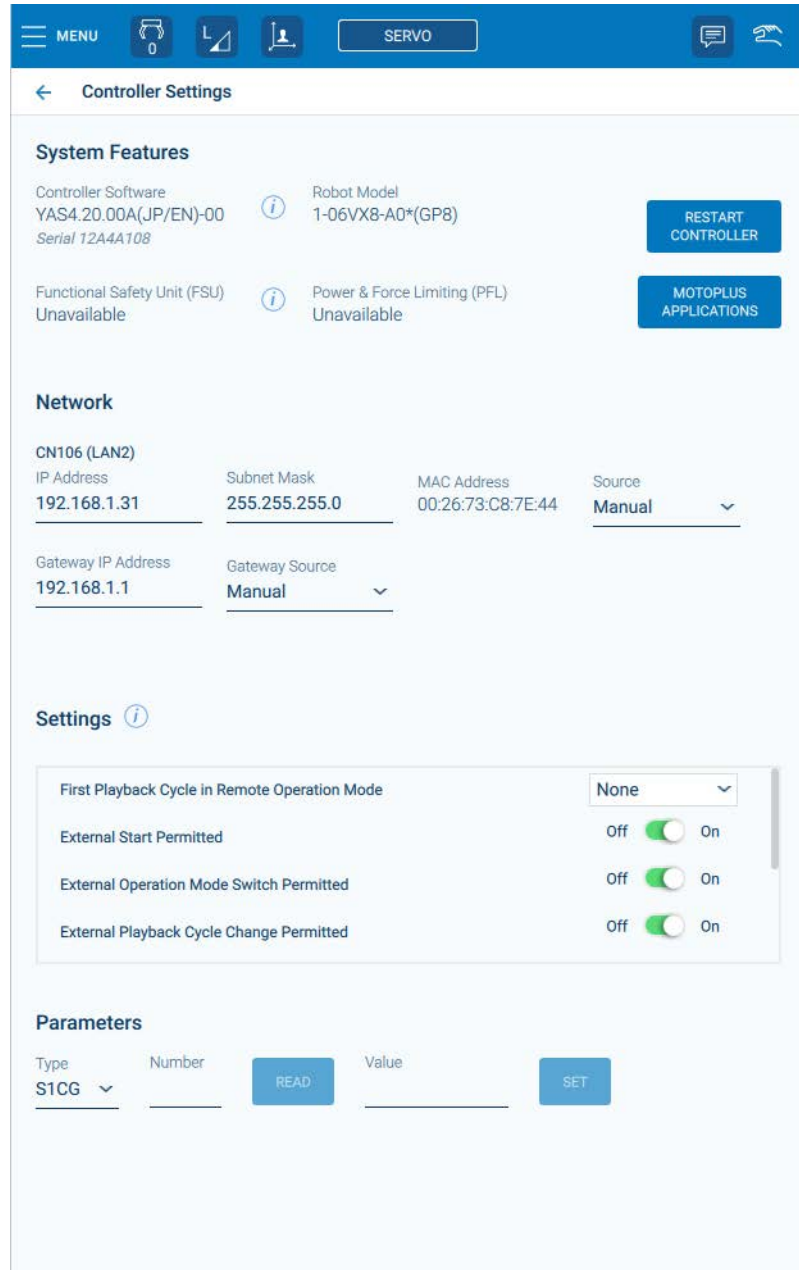 MENU
0
L
SERVO
Controller Settings
System Features
Controller Software
YAS4.20.00A(JP/EN)-00
Serial 12A4A108
i
Robot Model
1-06VX8-A0*(GP8)
RESTART
CONTROLLER
Functional Safety Unit (FSU)
Unavailable
i
Power & Force Limiting (PFL)
Unavailable
MOTOPLUS
APPLICATIONS
Network
CN106 (LAN2)
IP Address
192.168.1.31
Subnet Mask
255.255.255.0
MAC Address
00:26:73:C8:7E:44
Source
Manual
Gateway IP Address
192.168.1.1
Gateway Source
Manual
Settings i
First Playback Cycle in Remote Operation Mode None
External Start Permitted Off On
External Operation Mode Switch Permitted Off On
External Playback Cycle Change Permitted Off On
Parameters
Type
S1CG
Number
READ
Value
SET